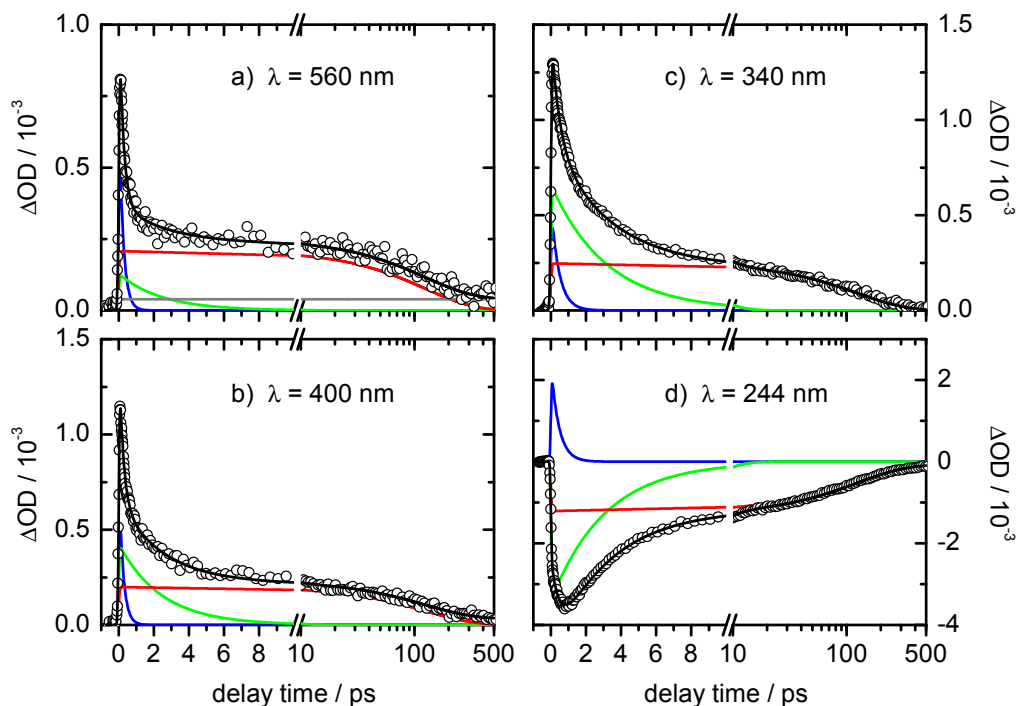 1.0
0.5
0.0
ΔOD / 10⁻³
a) λ = 560 nm
1.5
1.0
0.5
0.0
ΔOD / 10⁻³
c) λ = 340 nm
1.5
1.0
0.5
0.0
ΔOD / 10⁻³
b) λ = 400 nm
2
0
-2
-4
ΔOD / 10⁻³
d) λ = 244 nm
0 2 4 6 8 10 100 500
delay time / ps
0 2 4 6 8 10 100 500
delay time / ps